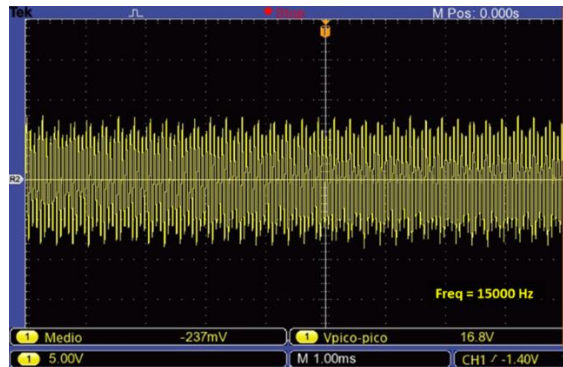 Tek Stop M Pos: 0.000s
T
R2
Freq = 15000 Hz
1 Medio -237mV 1 Vpico-pico 16.8V
1 5.00V M 1.00ms CH1 -1.40V